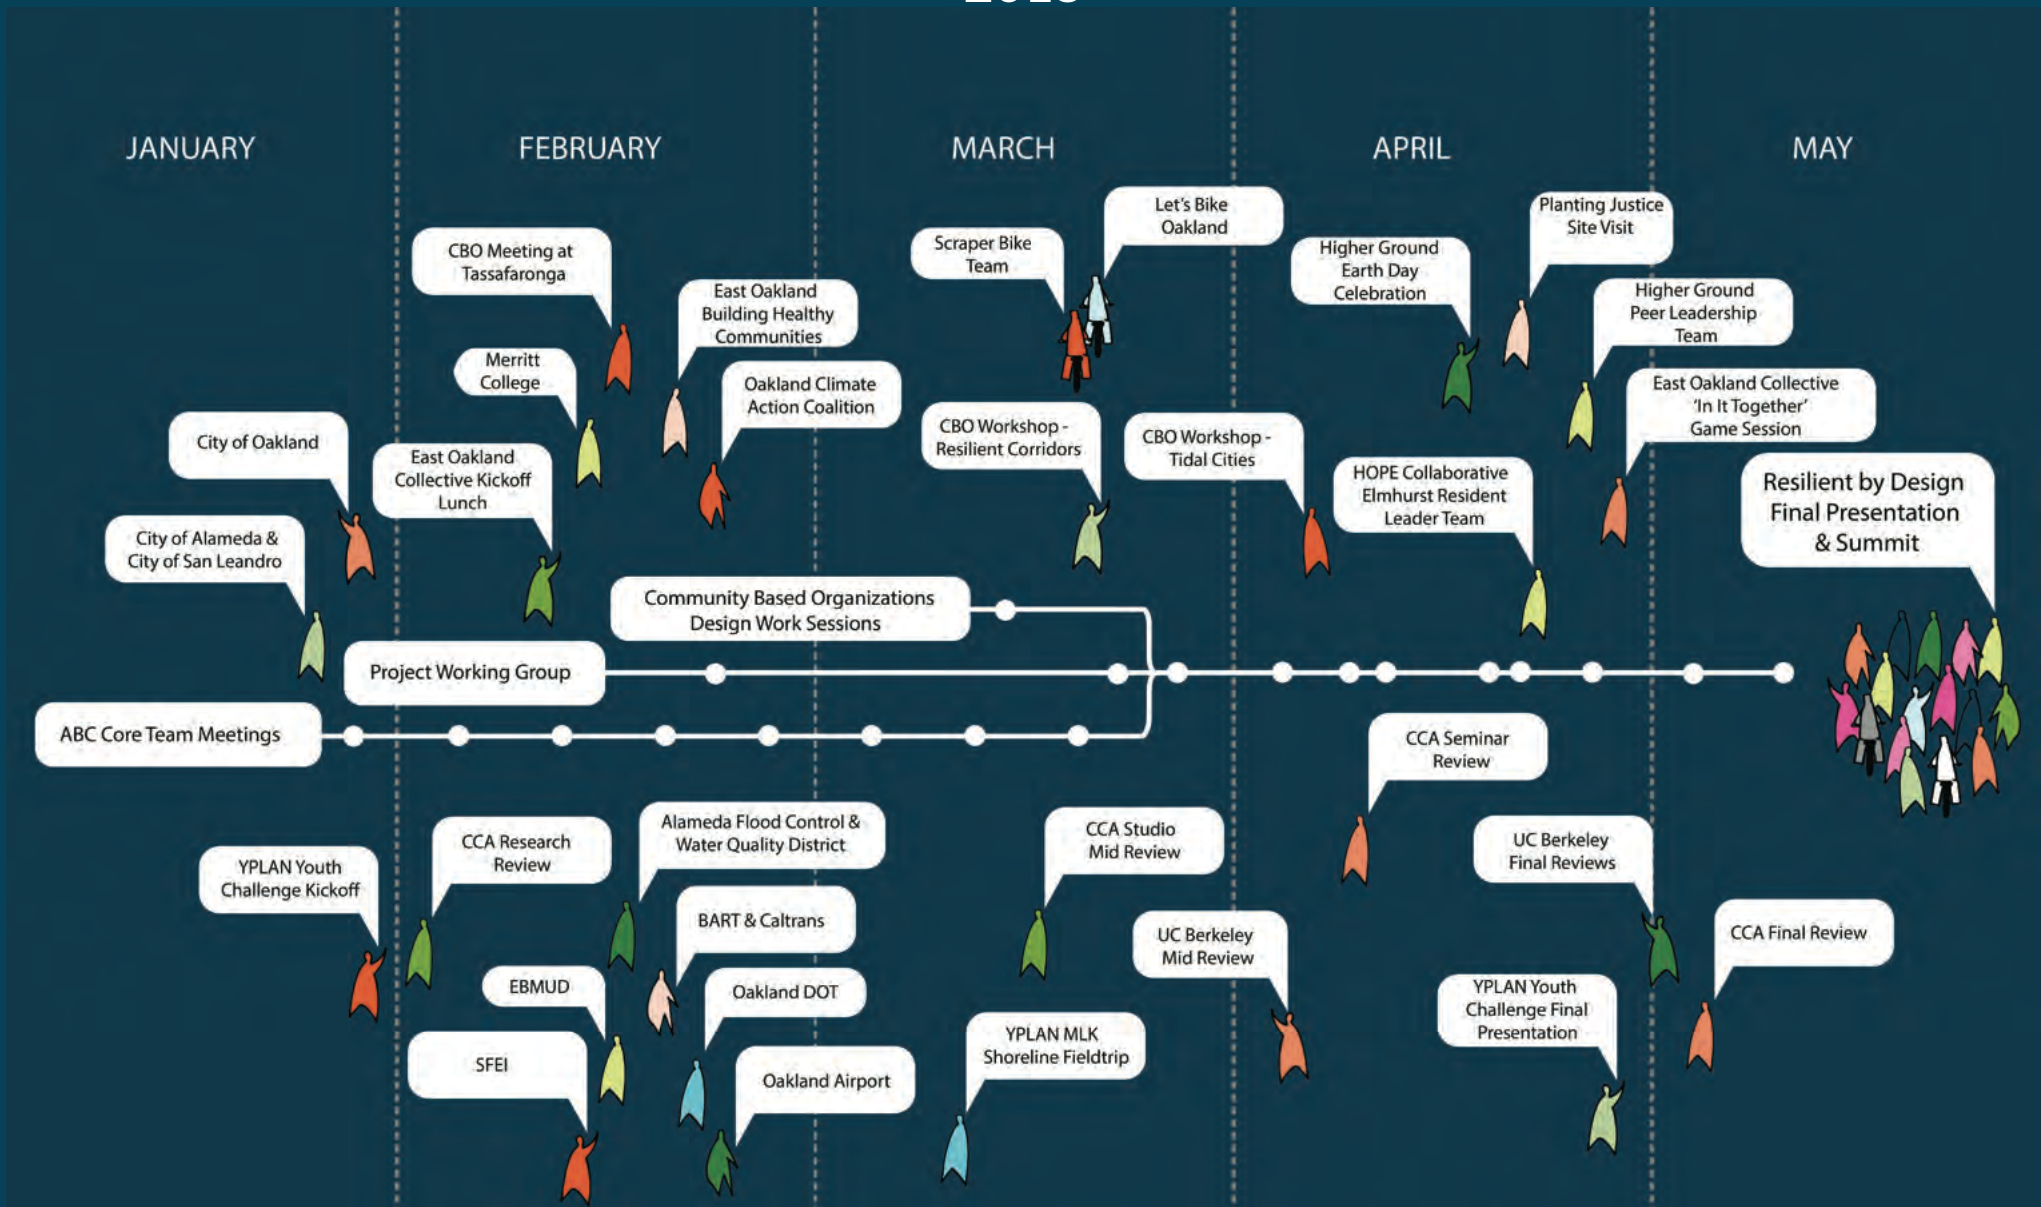 JANUARY
FEBRUARY
MARCH
APRIL
MAY
Let's Bike
Oakland
Planting Justice
Site Visit
CBO Meeting at
Tassafaronga
Scraper Bike
Team
Higher Ground
Earth Day
Celebration
East Oakland
Building Healthy
Communities
Higher Ground
Peer Leadership
Team
Merritt
College
Oakland Climate
Action Coalition
East Oakland Collective
'In It Together'
Game Session
City of Oakland
East Oakland
Collective Kickoff
Lunch
CBO Workshop -
Resilient Corridors
CBO Workshop -
Tidal Cities
HOPE Collaborative
Elmhurst Resident
Leader Team
Resilient by Design
Final Presentation
& Summit
City of Alameda &
City of San Leandro
Community Based Organizations
Design Work Sessions
Project Working Group
ABC Core Team Meetings
CCA Seminar
Review
YPLAN Youth
Challenge Kickoff
CCA Research
Review
Alameda Flood Control &
Water Quality District
CCA Studio
Mid Review
UC Berkeley
Final Reviews
BART & Caltrans
UC Berkeley
Mid Review
CCA Final Review
EBMUD
Oakland DOT
YPLAN Youth
Challenge Final
Presentation
SFEI
Oakland Airport
YPLAN MLK
Shoreline Fieldtrip